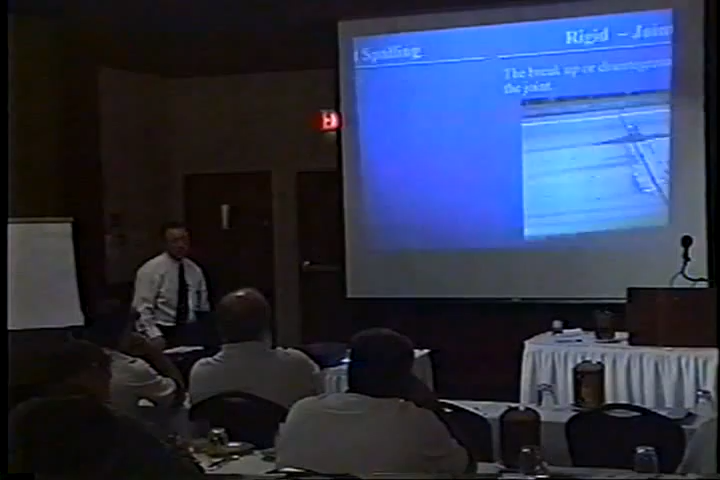 Rigid – Joint
t Spalling
The break up or disintegration
the joint.